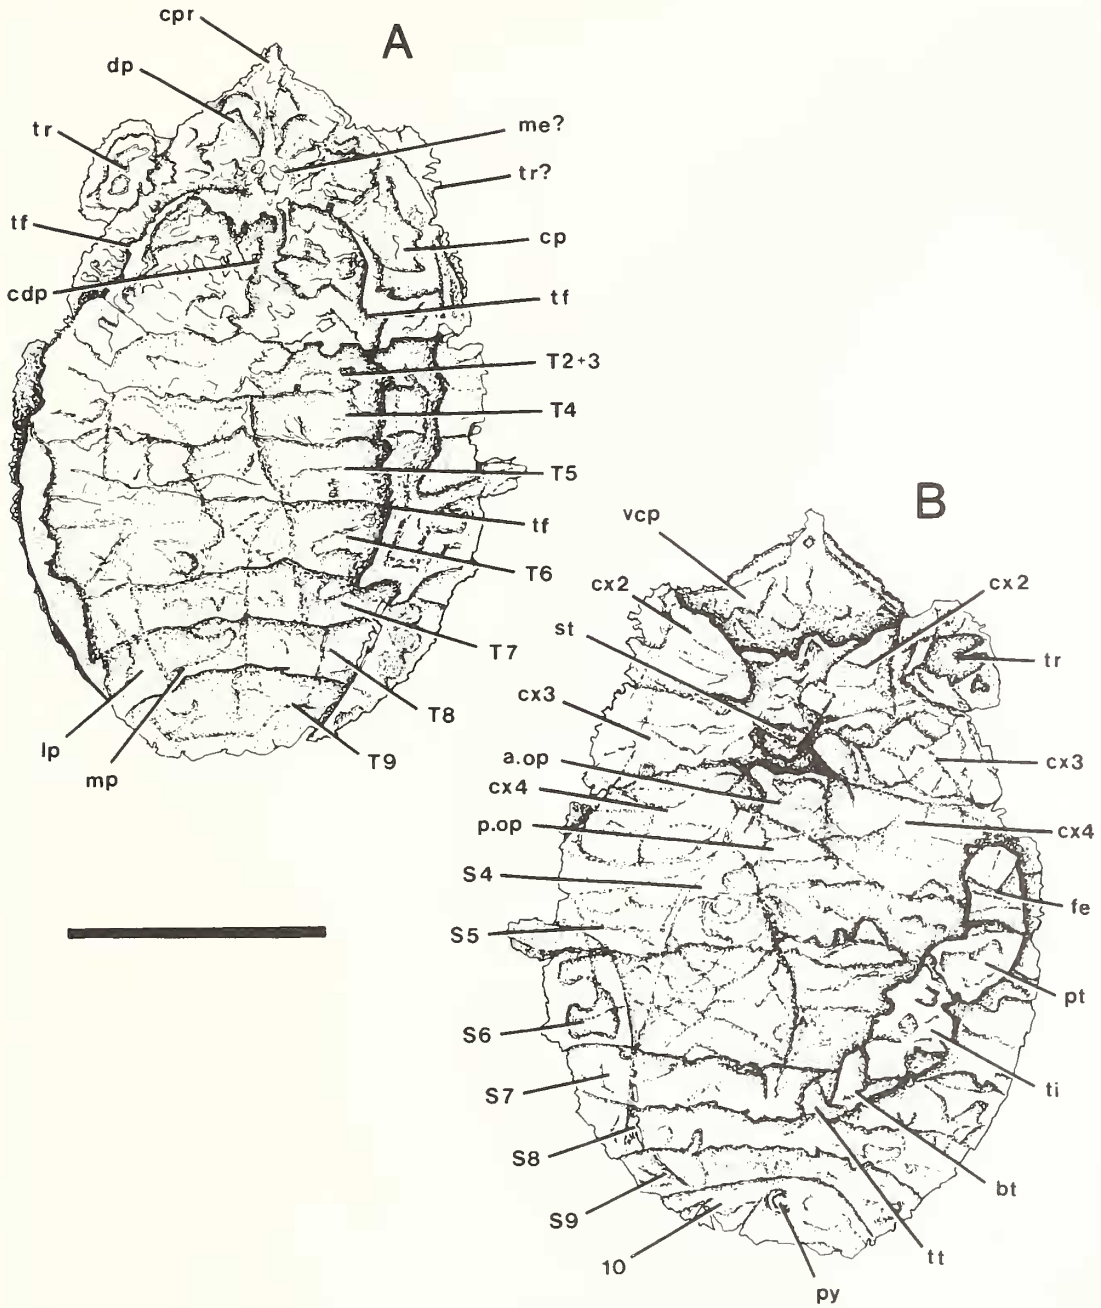 A
cpr
dp
tr
me?
tr?
tf
cp
cdp
tf
T2+3
T4
T5
tf
T6
T7
T8
T9
lp
mp
B
vcp
cx2
cx2
st
tr
cx3
a.op
cx3
cx4
p.op
cx4
S4
fe
S5
pt
S6
S7
ti
S8
bt
S9
10
tt
py